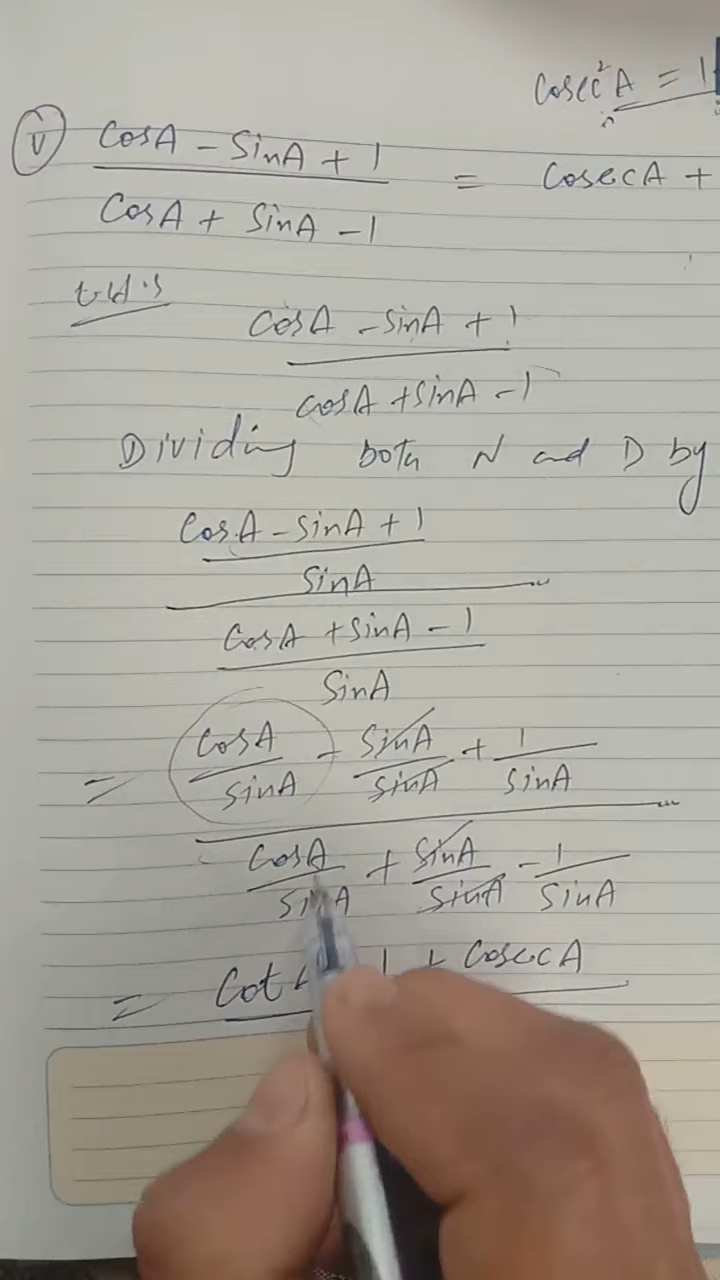 Cosec²A = 1
(v) CosA - SinA + 1 = CosecA +
CosA + SinA - 1
L.H.S
CosA - SinA + 1
CosA + SinA - 1
Dividing both N and D by
CosA - SinA + 1
SinA
CosA + SinA - 1
SinA
= CosA - SinA + 1
SinA SinA SinA
CosA + SinA - 1
SinA SinA SinA
= Cot 1 + CosecA